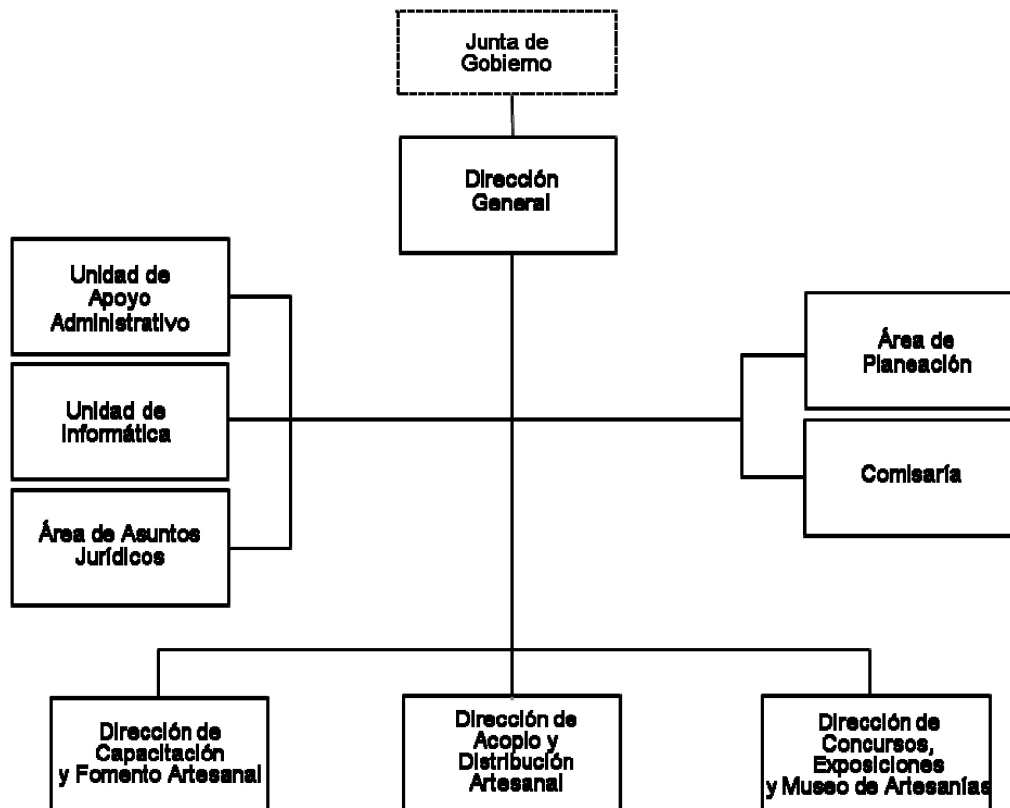 Junta de
Gobierno
Dirección
General
Unidad de
Apoyo
Administrativo
Unidad de
Informática
Área de Asuntos
Jurídicos
Área de
Planeación
Comisaría
Dirección de
Capacitación
y Fomento Artesanal
Dirección de
Acopio y
Distribución
Artesanal
Dirección de
Concursos,
Exposiciones
y Museo de Artesanías